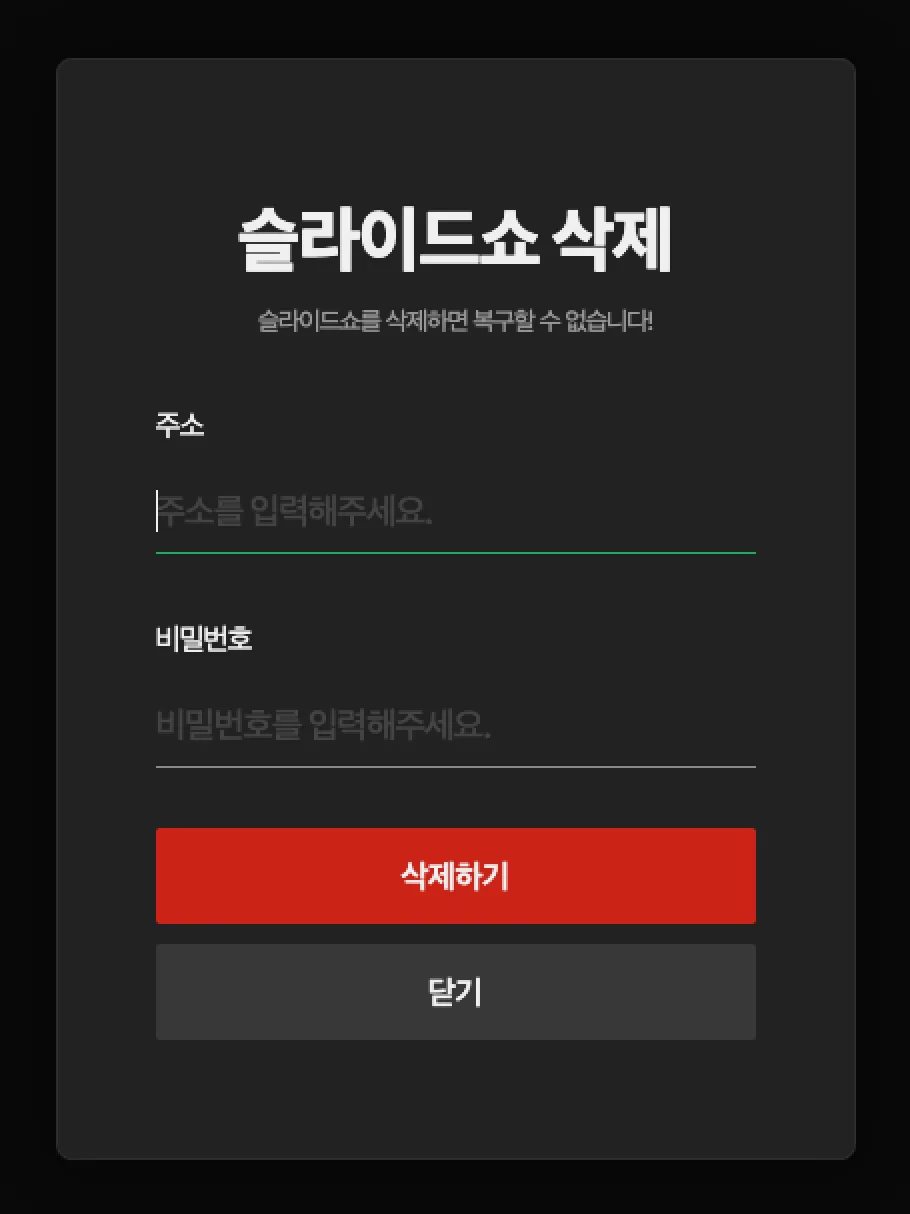 슬라이드쇼 삭제
슬라이드쇼를 삭제하면 복구할 수 없습니다!
주소
주소를 입력해주세요.
비밀번호
비밀번호를 입력해주세요.
삭제하기
닫기